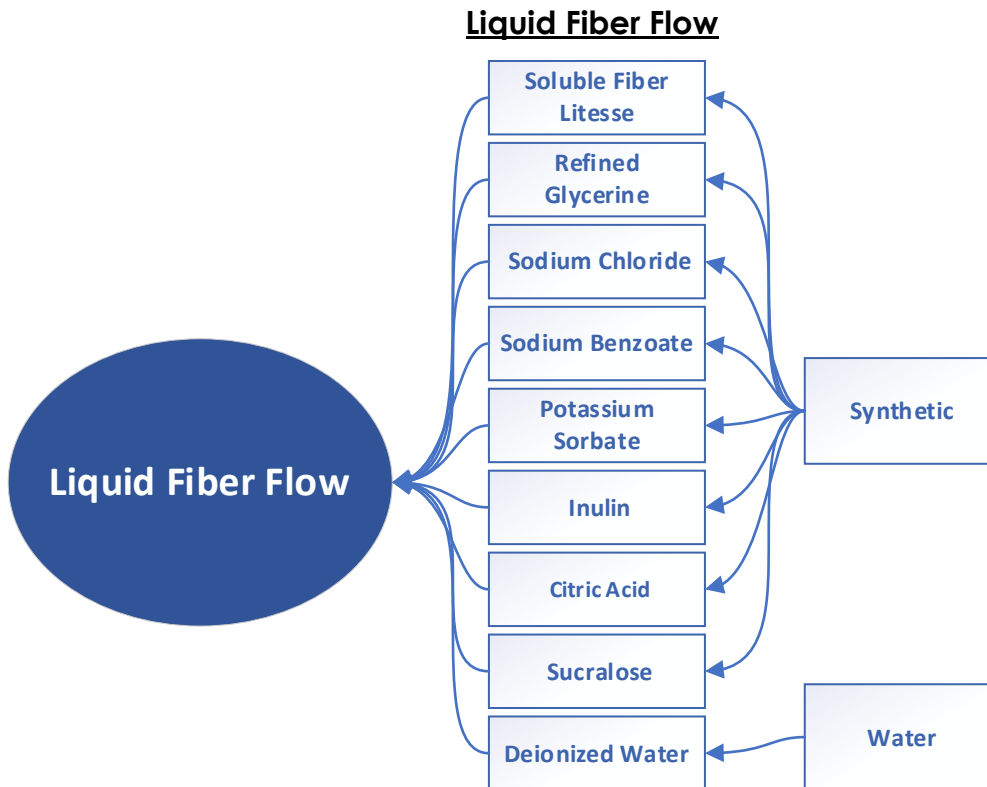 Liquid Fiber Flow
Soluble Fiber
Litesse
Refined
Glycerine
Sodium Chloride
Sodium Benzoate
Potassium
Sorbate
Inulin
Citric Acid
Sucralose
Deionized Water
Liquid Fiber Flow
Synthetic
Water